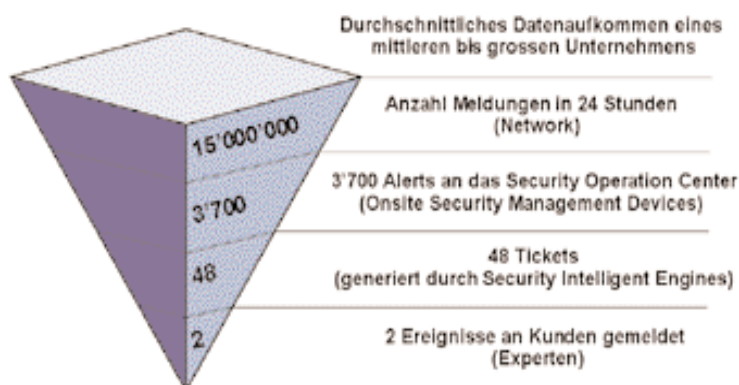 Durchschnittliches Datenaufkommen eines
mittleren bis grossen Unternehmens
15'000'000
Anzahl Meldungen in 24 Stunden
(Network)
3'700
3'700 Alerts an das Security Operation Center
(Onsite Security Management Devices)
48
48 Tickets
(generiert durch Security Intelligent Engines)
2
2 Ereignisse an Kunden gemeldet
(Experten)